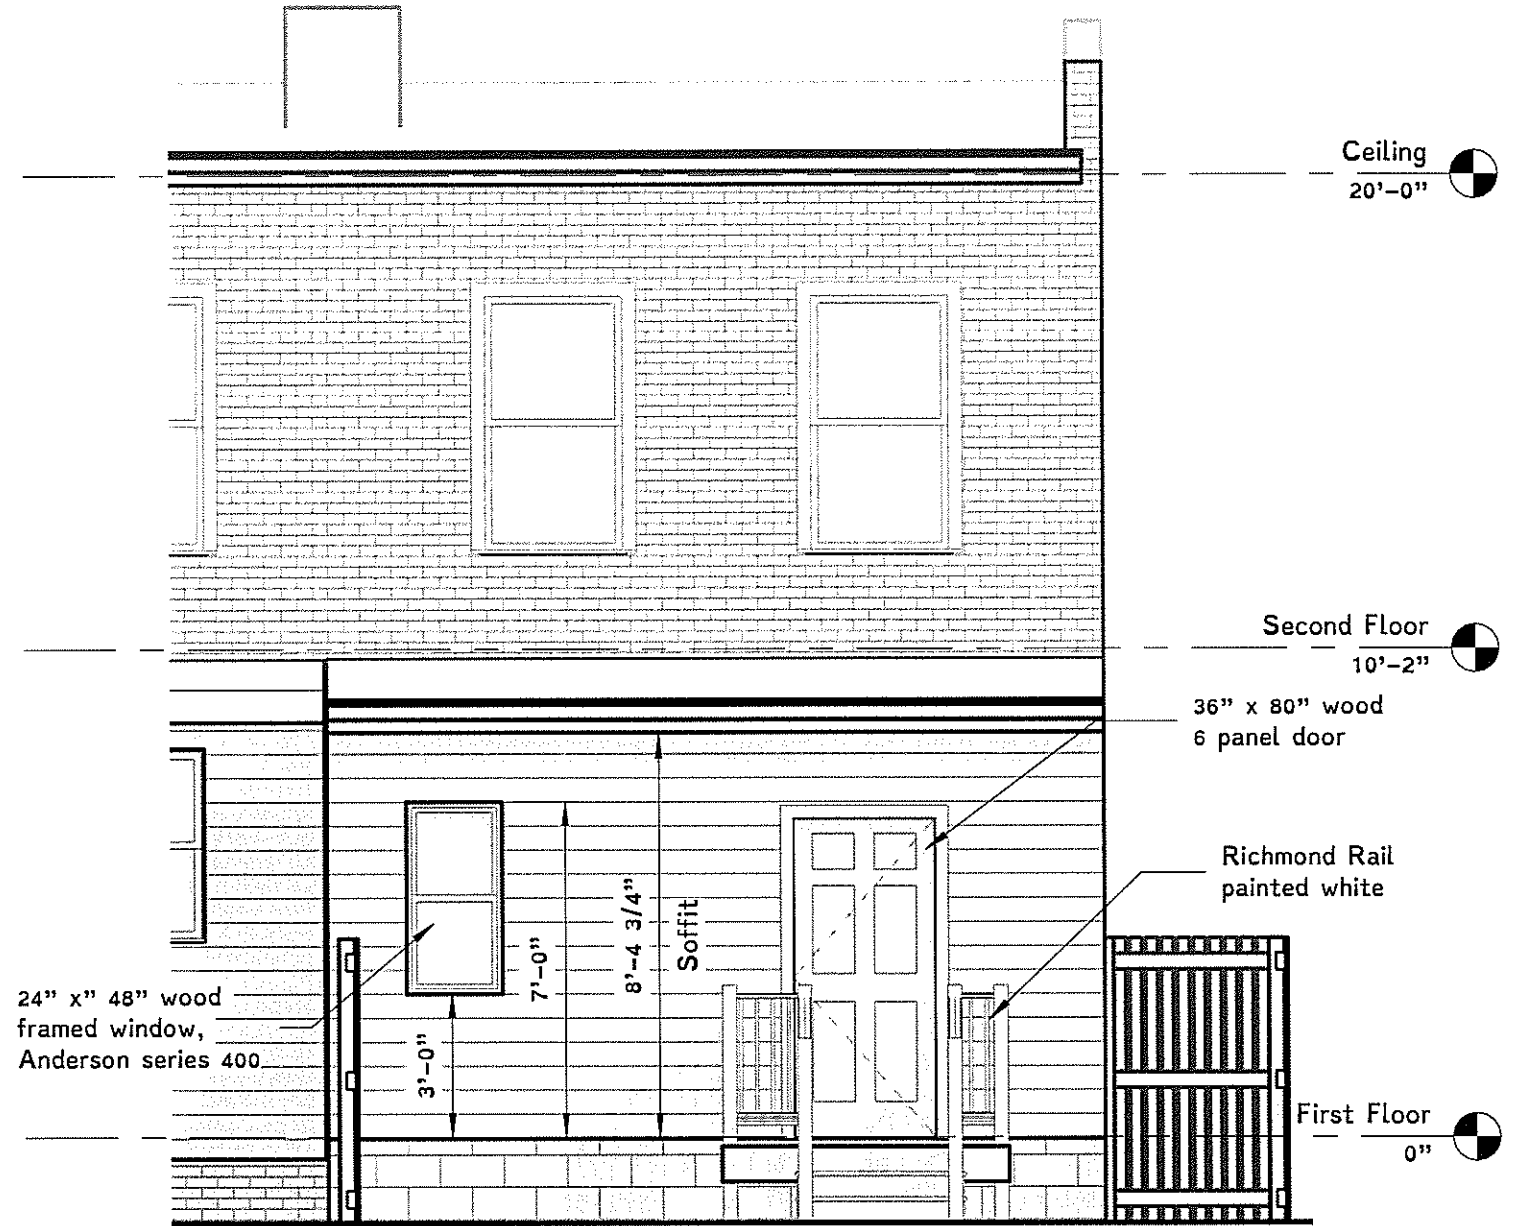 Ceiling
20'-0"
Second Floor
10'-2"
36" x 80" wood
6 panel door
Richmond Rail
painted white
8'-4 3/4"
Soffit
7'-0"
3'-0"
24" x" 48" wood
framed window,
Anderson series 400
First Floor
0"